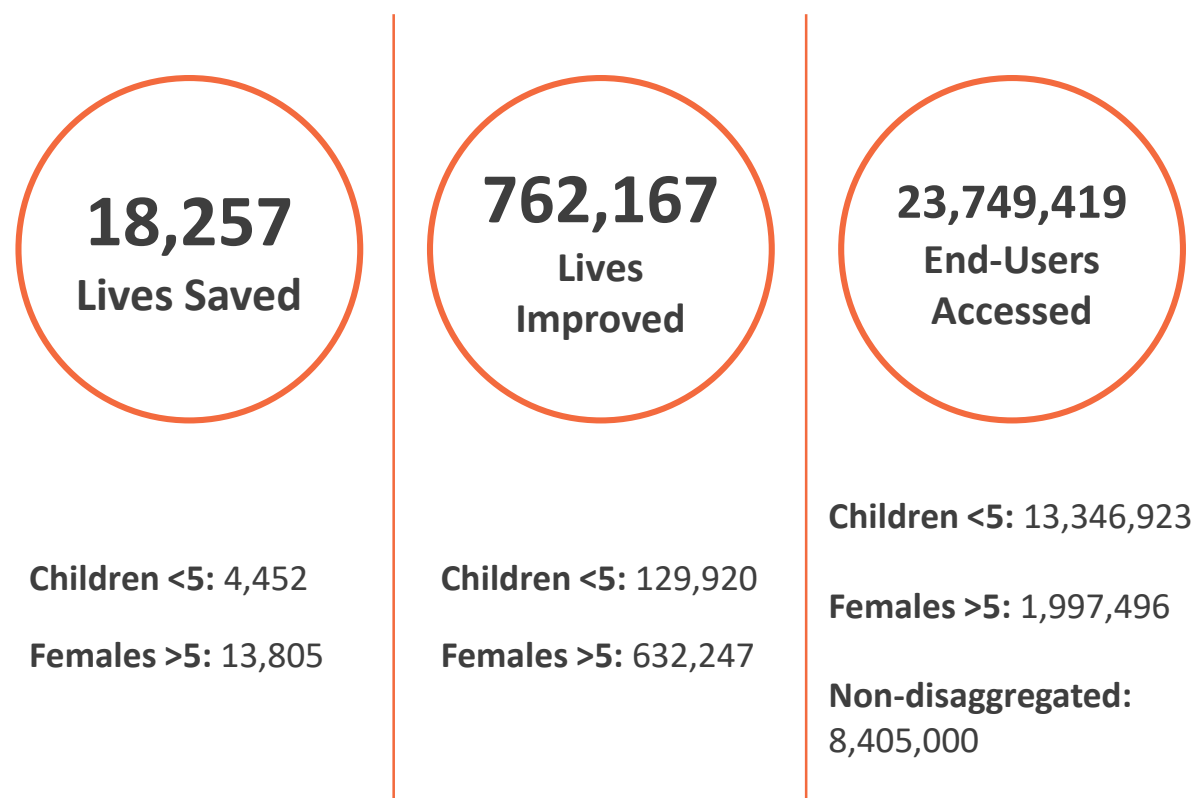 18,257
Lives Saved
Children <5: 4,452
Females >5: 13,805
762,167
Lives
Improved
Children <5: 129,920
Females >5: 632,247
23,749,419
End-Users
Accessed
Children <5: 13,346,923
Females >5: 1,997,496
Non-disaggregated:
8,405,000